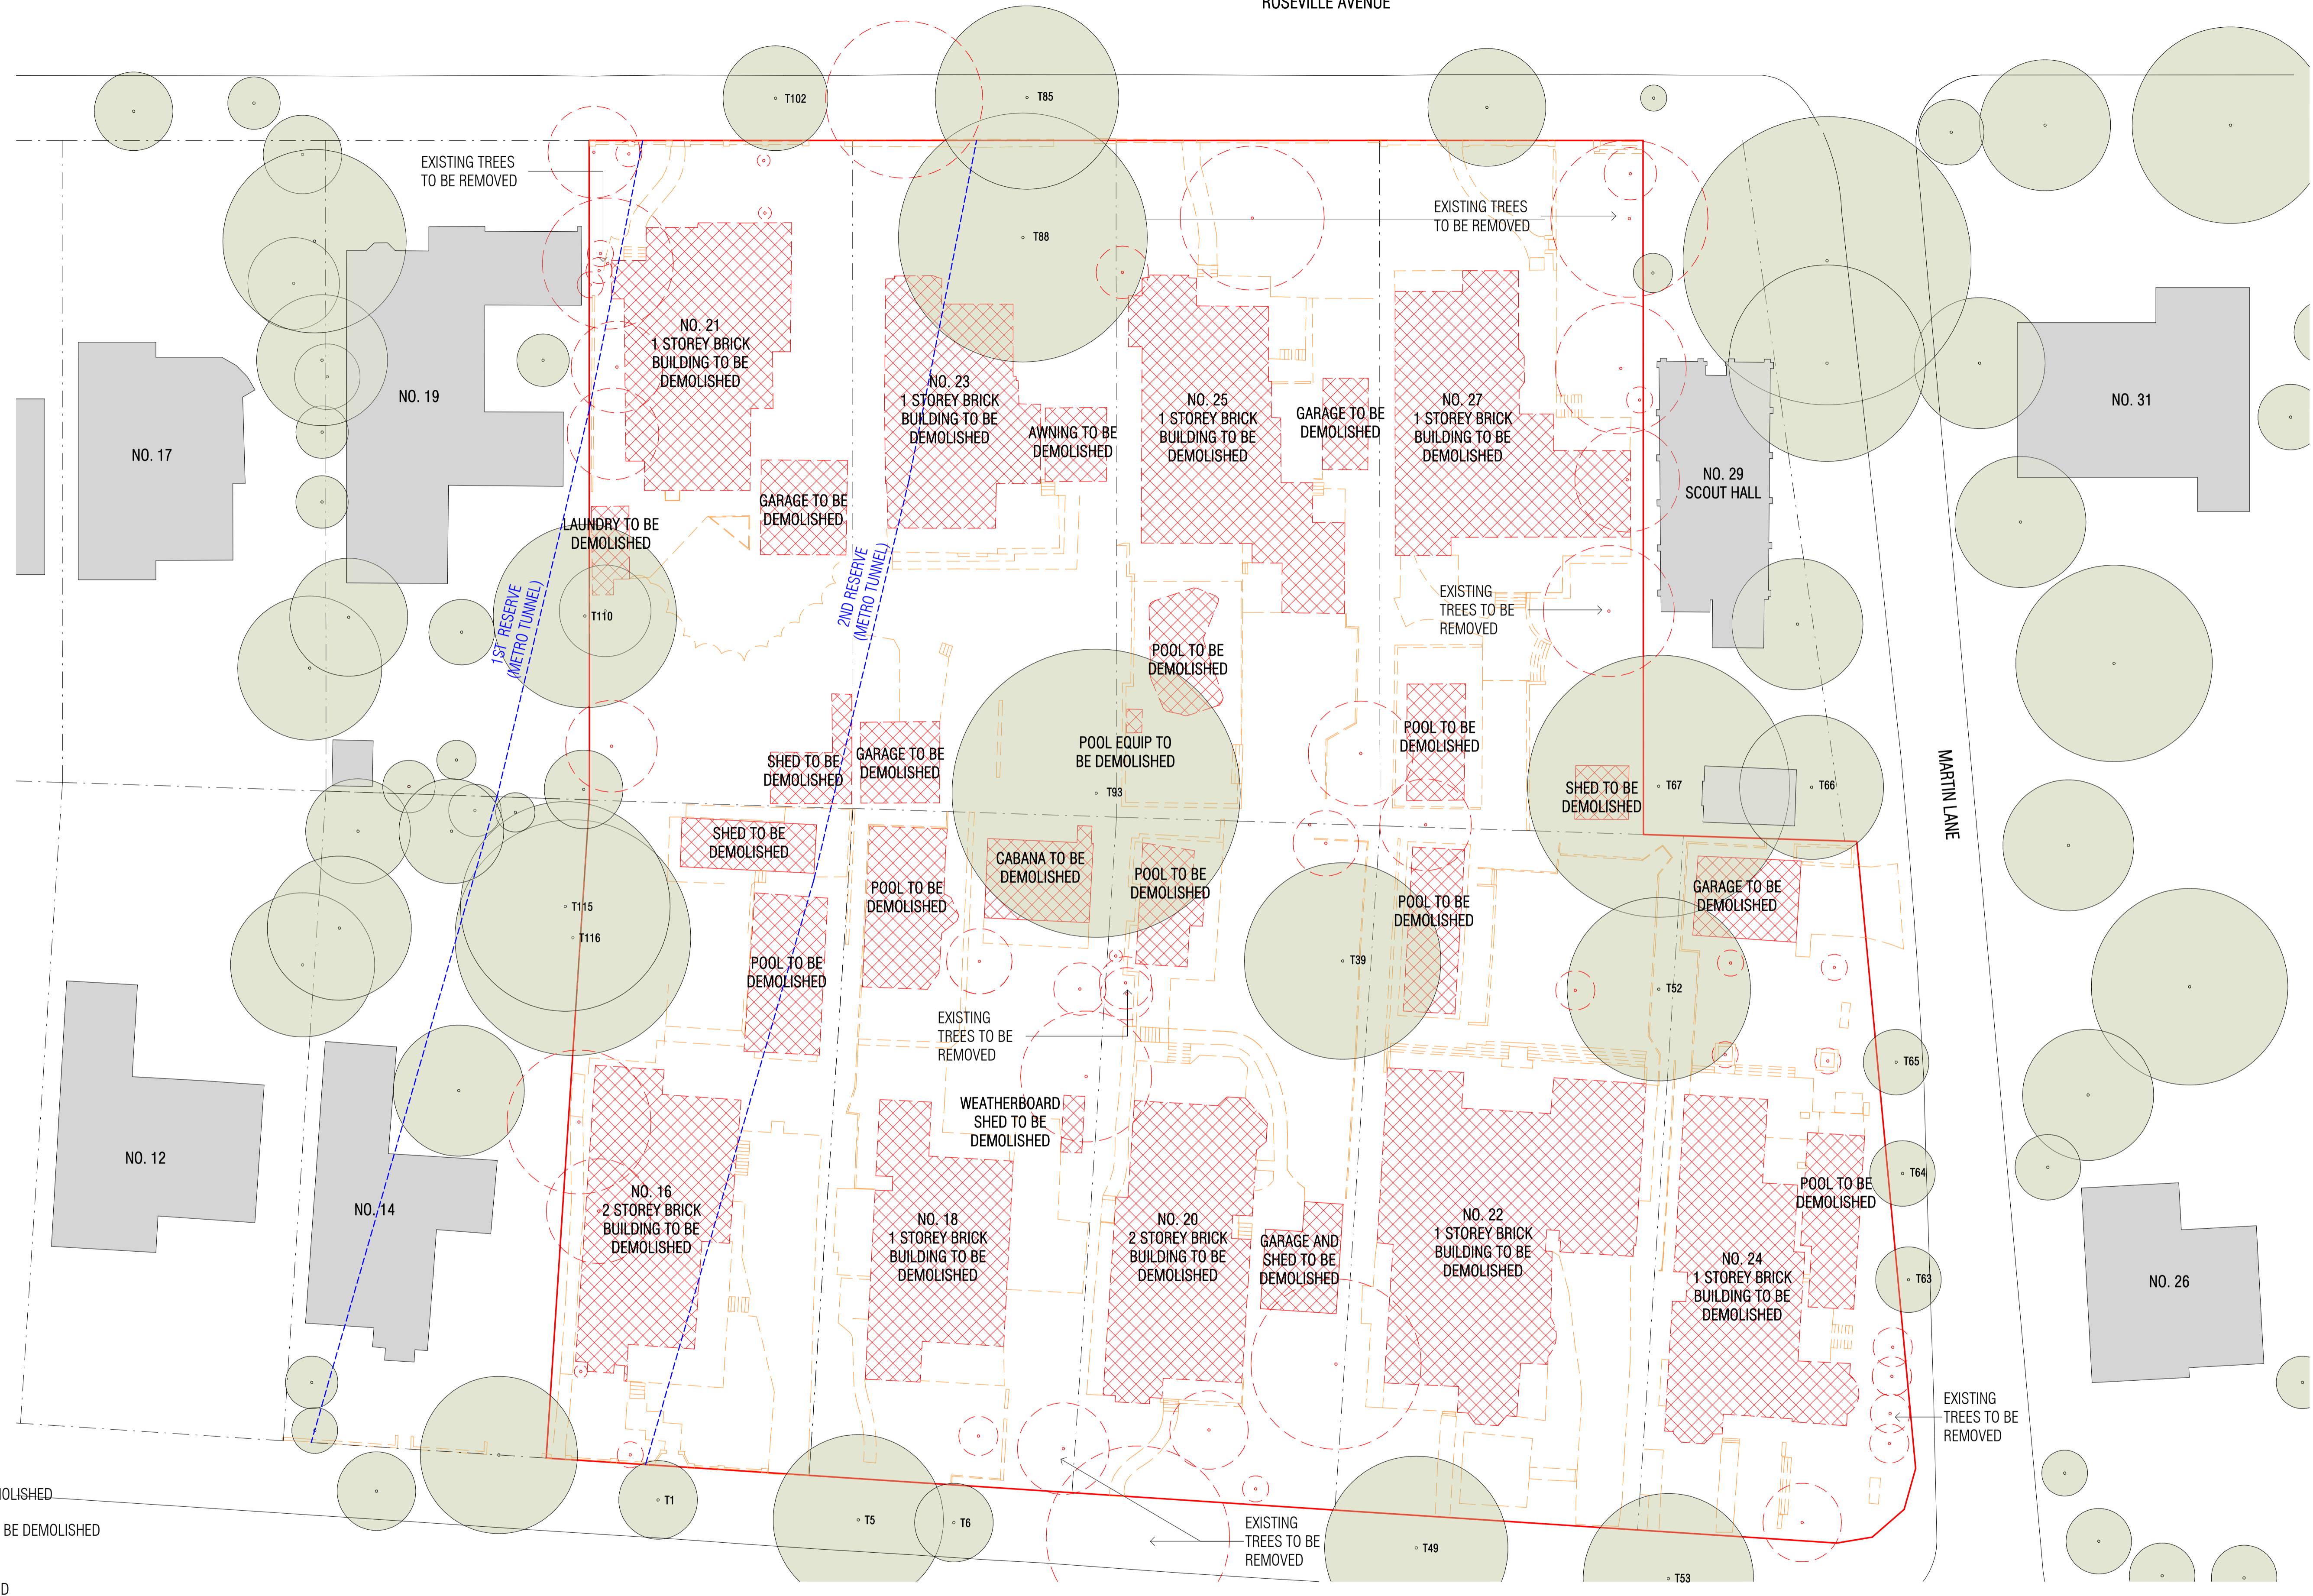 ROSEVILLE AVENUE
T102
T85
EXISTING TREES
TO BE REMOVED
EXISTING TREES
TO BE REMOVED
T88
NO. 21
1 STOREY BRICK
BUILDING TO BE
DEMOLISHED
NO. 23
1 STOREY BRICK
BUILDING TO BE
DEMOLISHED
AWNING TO BE
DEMOLISHED
NO. 25
1 STOREY BRICK
BUILDING TO BE
DEMOLISHED
GARAGE TO BE
DEMOLISHED
NO. 27
1 STOREY BRICK
BUILDING TO BE
DEMOLISHED
NO. 19
NO. 17
NO. 31
NO. 29
SCOUT HALL
GARAGE TO BE
DEMOLISHED
LAUNDRY TO BE
DEMOLISHED
1ST RESERVE
(METRO TUNNEL)
2ND RESERVE
(METRO TUNNEL)
T110
EXISTING
TREES TO BE
REMOVED
POOL TO BE
DEMOLISHED
POOL TO BE
DEMOLISHED
POOL EQUIP TO
BE DEMOLISHED
SHED TO BE
DEMOLISHED
GARAGE TO BE
DEMOLISHED
T93
SHED TO BE
DEMOLISHED
T67
T66
MARTIN LANE
SHED TO BE
DEMOLISHED
CABANA TO BE
DEMOLISHED
POOL TO BE
DEMOLISHED
POOL TO BE
DEMOLISHED
POOL TO BE
DEMOLISHED
GARAGE TO BE
DEMOLISHED
T115
T116
POOL TO BE
DEMOLISHED
T39
T52
EXISTING
TREES TO BE
REMOVED
T65
WEATHERBOARD
SHED TO BE
DEMOLISHED
NO. 12
NO. 14
NO. 16
2 STOREY BRICK
BUILDING TO BE
DEMOLISHED
NO. 18
1 STOREY BRICK
BUILDING TO BE
DEMOLISHED
NO. 20
2 STOREY BRICK
BUILDING TO BE
DEMOLISHED
GARAGE AND
SHED TO BE
DEMOLISHED
NO. 22
1 STOREY BRICK
BUILDING TO BE
DEMOLISHED
T64
POOL TO BE
DEMOLISHED
NO. 24
1 STOREY BRICK
BUILDING TO BE
DEMOLISHED
T63
NO. 26
EXISTING
TREES TO BE
REMOVED
T1
T5
T6
EXISTING
TREES TO BE
REMOVED
T49
T53
MOLISHED
BE DEMOLISHED
D